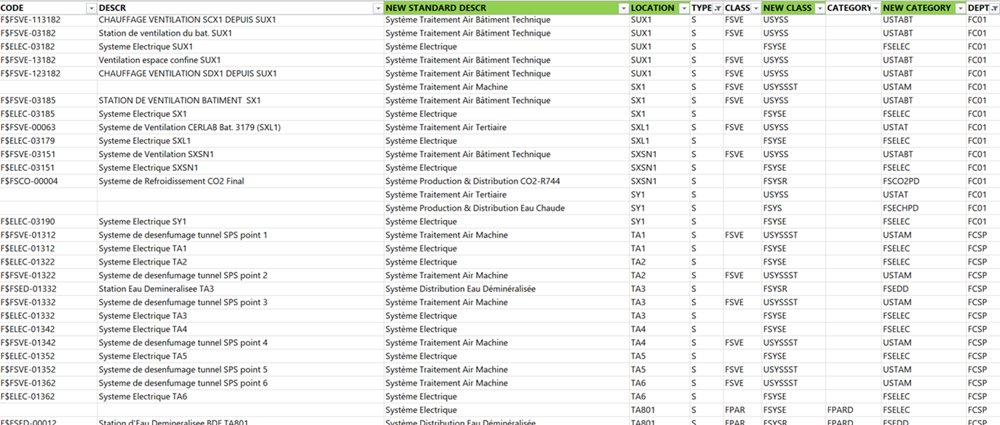 CODE DESCR NEW STANDARD DESCR LOCATION TYPE CLASS NEW CLASS CATEGORY NEW CATEGORY DEPT
F$FSVE-113182 CHAUFFAGE VENTILATION SCX1 DEPUIS SUX1 Système Traitement Air Bâtiment Technique SUX1 S FSVE USYSS USTABT FC01
F$FSVE-03182 Station de ventilation du bat. SUX1 Système Traitement Air Bâtiment Technique SUX1 S FSVE USYSS USTABT FC01
F$ELEC-03182 Systeme Electrique SUX1 Système Electrique SUX1 S FSYSE FSELEC FC01
F$FSVE-13182 Ventilation espace confine SUX1 Système Traitement Air Bâtiment Technique SUX1 S FSVE USYSS USTABT FC01
F$FSVE-123182 CHAUFFAGE VENTILATION SDX1 DEPUIS SUX1 Système Traitement Air Bâtiment Technique SUX1 S FSVE USYSS USTABT FC01
Système Traitement Air Machine SX1 S FSVE USYSSST USTAM FC01
F$FSVE-03185 STATION DE VENTILATION BATIMENT SX1 Système Traitement Air Bâtiment Technique SX1 S FSVE USYSS USTABT FC01
F$ELEC-03185 Systeme Electrique SX1 Système Electrique SX1 S FSYSE FSELEC FC01
F$FSVE-00063 Systeme de Ventilation CERLAB Bat. 3179 (SXL1) Système Traitement Air Tertiaire SXL1 S FSVE USYSS USTAT FC01
F$ELEC-03179 Systeme Electrique SXL1 Système Electrique SXL1 S FSYSE FSELEC FC01
F$FSVE-03151 Systeme de Ventilation SXSN1 Système Traitement Air Bâtiment Technique SXSN1 S FSVE USYSS USTABT FC01
F$ELEC-03151 Systeme Electrique SXSN1 Système Electrique SXSN1 S FSYSE FSELEC FC01
F$FSCO-00004 Systeme de Refroidissement CO2 Final Système Production & Distribution CO2-R744 SXSN1 S FSYSR FSCO2PD FC01
Système Traitement Air Tertiaire SY1 S USYSS USTAT FC01
Système Production & Distribution Eau Chaude SY1 S FSYS FSECHPD FC01
F$ELEC-03190 Systeme Electrique SY1 Système Electrique SY1 S FSYSE FSELEC FC01
F$FSVE-01312 Systeme de desenfumage tunnel SPS point 1 Système Traitement Air Machine TA1 S FSVE USYSSST USTAM FCSP
F$ELEC-01312 Systeme Electrique TA1 Système Electrique TA1 S FSYSE FSELEC FCSP
F$ELEC-01322 Systeme Electrique TA2 Système Electrique TA2 S FSYSE FSELEC FCSP
F$FSVE-01322 Systeme de desenfumage tunnel SPS point 2 Système Traitement Air Machine TA2 S FSVE USYSSST USTAM FCSP
F$FSED-01332 Station Eau Demineralisee TA3 Système Distribution Eau Déminéralisée TA3 S FSYSR FSEDD FCSP
F$FSVE-01332 Systeme de desenfumage tunnel SPS point 3 Système Traitement Air Machine TA3 S FSVE USYSSST USTAM FCSP
F$ELEC-01332 Systeme Electrique TA3 Système Electrique TA3 S FSYSE FSELEC FCSP
F$ELEC-01342 Systeme Electrique TA4 Système Electrique TA4 S FSYSE FSELEC FCSP
F$FSVE-01342 Systeme de desenfumage tunnel SPS point 4 Système Traitement Air Machine TA4 S FSVE USYSSST USTAM FCSP
F$ELEC-01352 Systeme Electrique TA5 Système Electrique TA5 S FSYSE FSELEC FCSP
F$FSVE-01352 Systeme de desenfumage tunnel SPS point 5 Système Traitement Air Machine TA5 S FSVE USYSSST USTAM FCSP
F$FSVE-01362 Systeme de desenfumage tunnel SPS point 6 Système Traitement Air Machine TA6 S FSVE USYSSST USTAM FCSP
F$ELEC-01362 Systeme Electrique TA6 Système Electrique TA6 S FSYSE FSELEC FCSP
Système Electrique TA801 S FPAR FSYSE FPARD FSELEC FCSP
F$FSED-00012 Station d'Eau Demineralisee BDF TA801 Système Distribution Eau Déminéralisée TA801 S FPAR FSYSR FPARD FSEDD FCSP